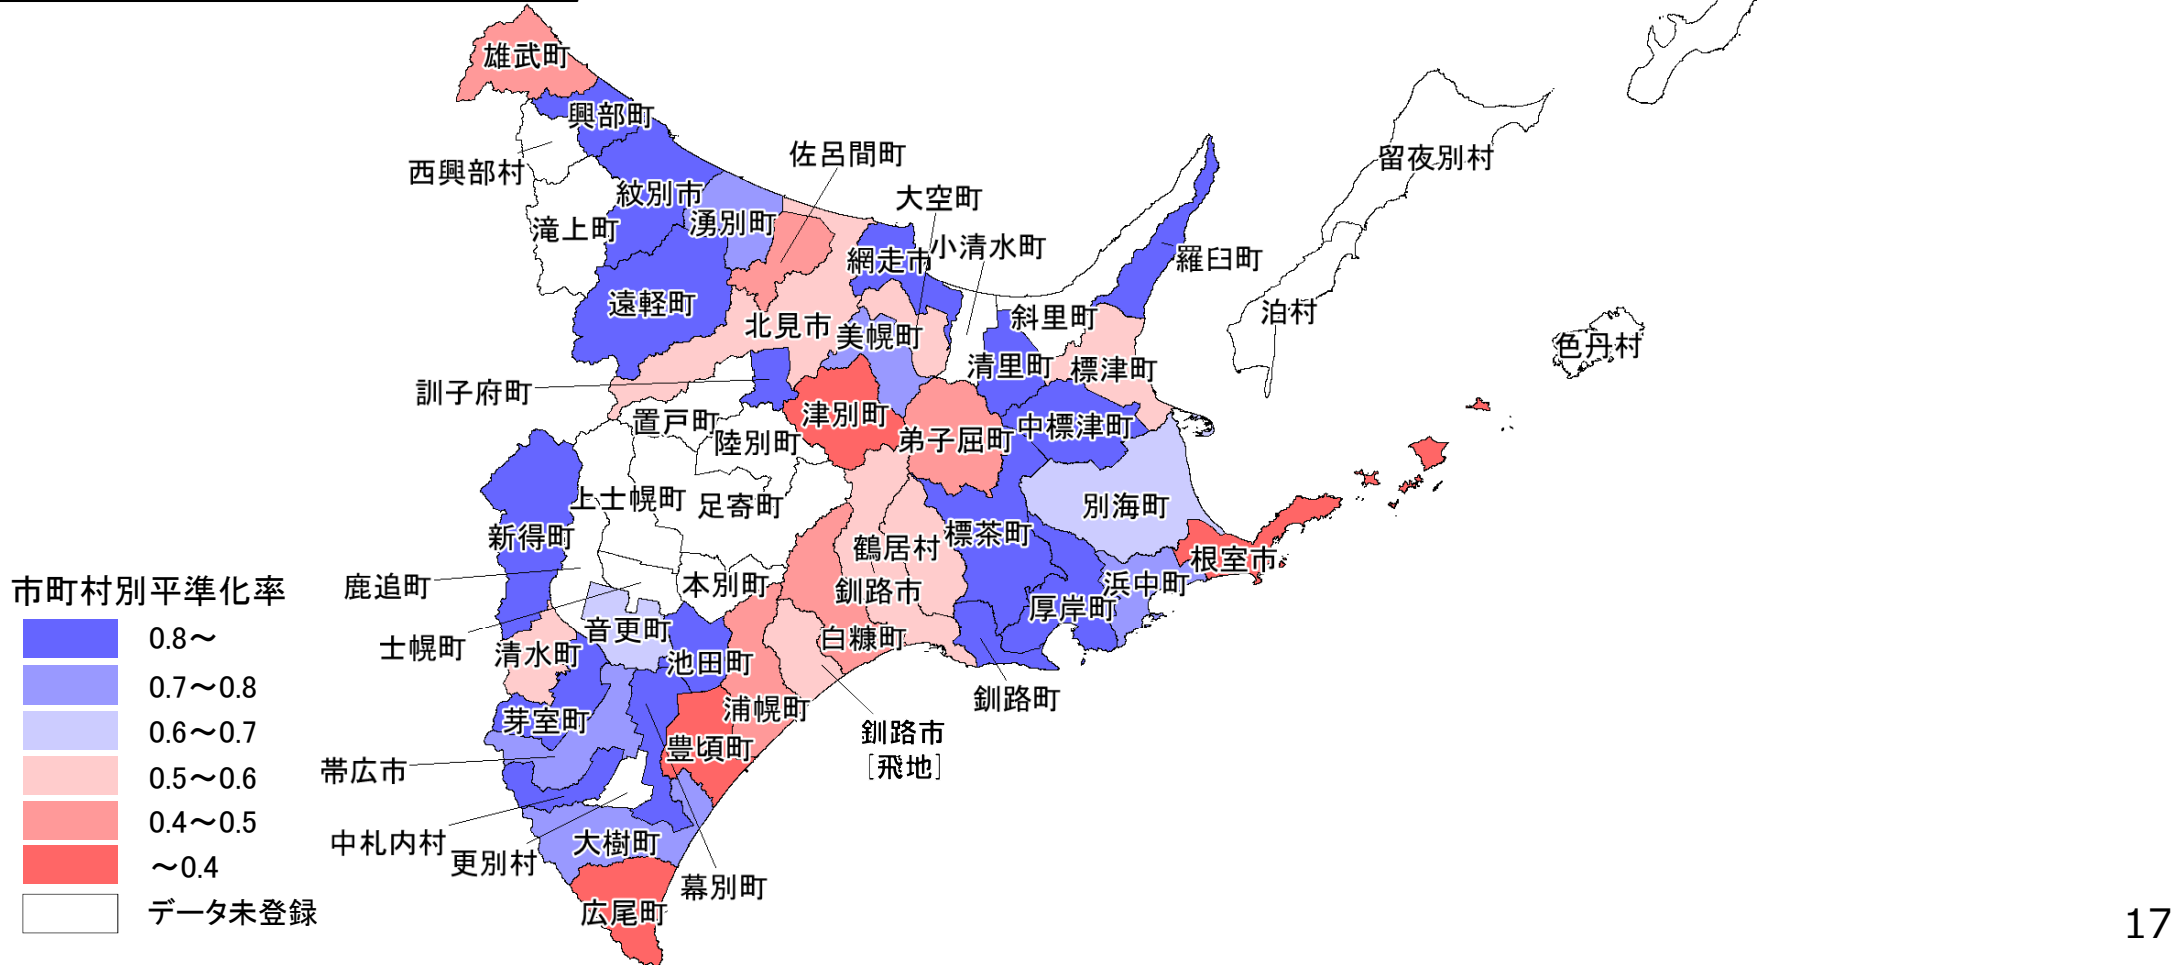 雄武町
興部町
西興部村
紋別市
滝上町
湧別町
佐呂間町
大空町
網走市
小清水町
羅臼町
留夜別村
遠軽町
北見市
美幌町
斜里町
泊村
色丹村
訓子府町
清里町
標津町
置戸町
津別町
陸別町
弟子屈町
中標津町
上士幌町
足寄町
別海町
新得町
鶴居村
標茶町
根室市
鹿追町
本別町
釧路市
浜中町
厚岸町
士幌町
音更町
清水町
池田町
白糠町
釧路町
芽室町
浦幌町
豊頃町
釧路市
[飛地]
帯広市
中札内村
更別村
大樹町
幕別町
広尾町
市町村別平準化率
0.8～
0.7～0.8
0.6～0.7
0.5～0.6
0.4～0.5
～0.4
データ未登録
17